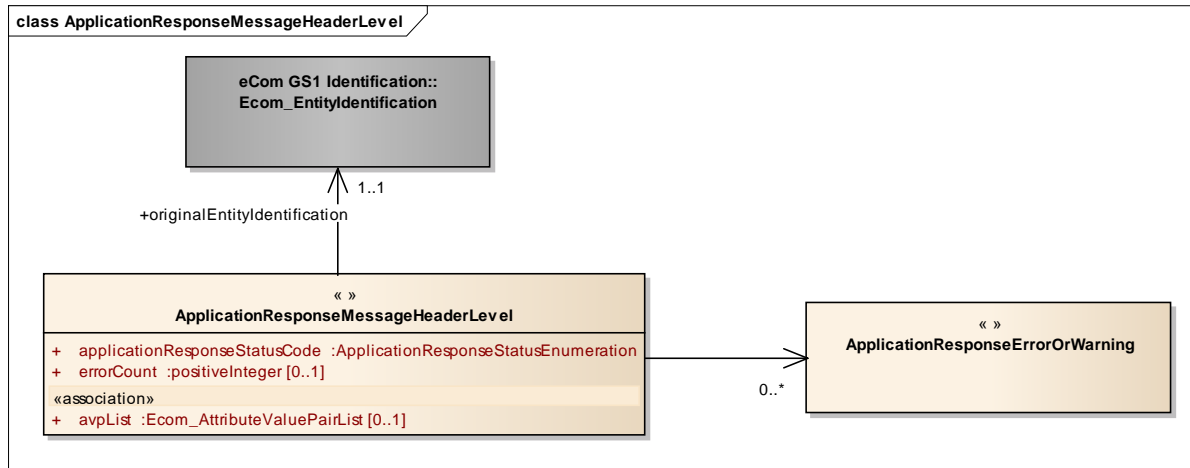 class ApplicationResponseMessageHeaderLevel
eCom GS1 Identification::
Ecom_EntityIdentification
1..1
+originalEntityIdentification
« »
ApplicationResponseMessageHeaderLevel
+ applicationResponseStatusCode :ApplicationResponseStatusEnumeration
+ errorCount :positiveInteger [0..1]
«association»
+ avpList :Ecom_AttributeValuePairList [0..1]
0..*
« »
ApplicationResponseErrorOrWarning